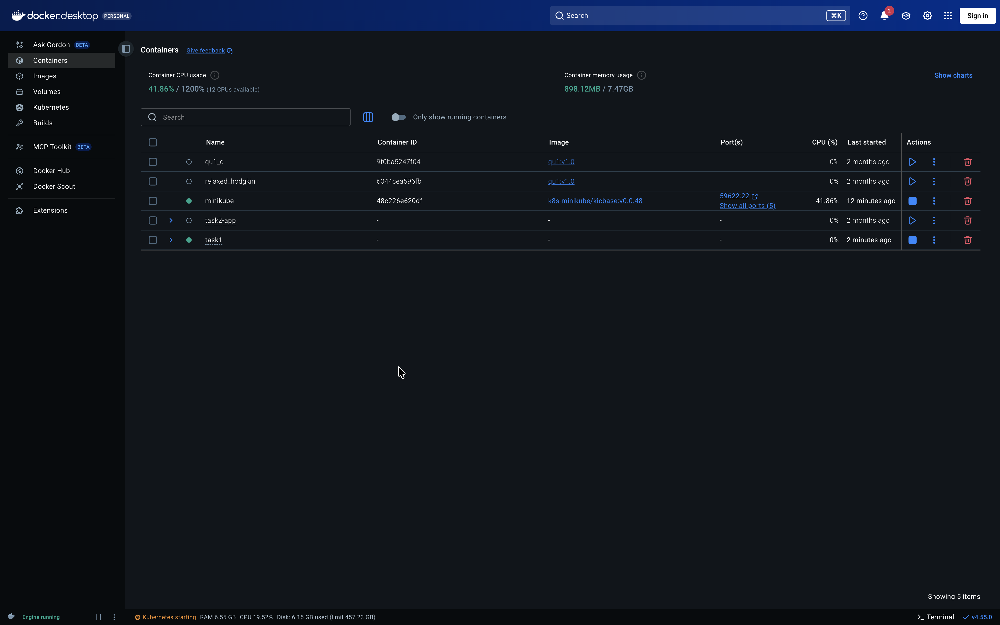 docker.desktop PERSONAL
Search ⌘K 2 Sign in
Ask Gordon BETA
Containers
Images
Volumes
Kubernetes
Builds
MCP Toolkit BETA
Docker Hub
Docker Scout
Extensions
Containers Give feedback
Container CPU usage
41.86% / 1200% (12 CPUs available)
Container memory usage
898.12MB / 7.47GB
Show charts
Search
Only show running containers
Name Container ID Image Port(s) CPU (%) Last started Actions
qu1_c 9f0ba5247f04 qu1:v1.0 0% 2 months ago
relaxed_hodgkin 6044cea596fb qu1:v1.0 0% 2 months ago
minikube 48c226e620df k8s-minikube/kicbase:v0.0.48 59622:22 41.86% 12 minutes ago
Show all ports (5)
task2-app - - - 0% 2 months ago
task1 - - - 0% 2 minutes ago
Showing 5 items
Engine running
Kubernetes starting RAM 6.55 GB CPU 19.52% Disk: 6.15 GB used (limit 457.23 GB)
>_ Terminal v4.55.0